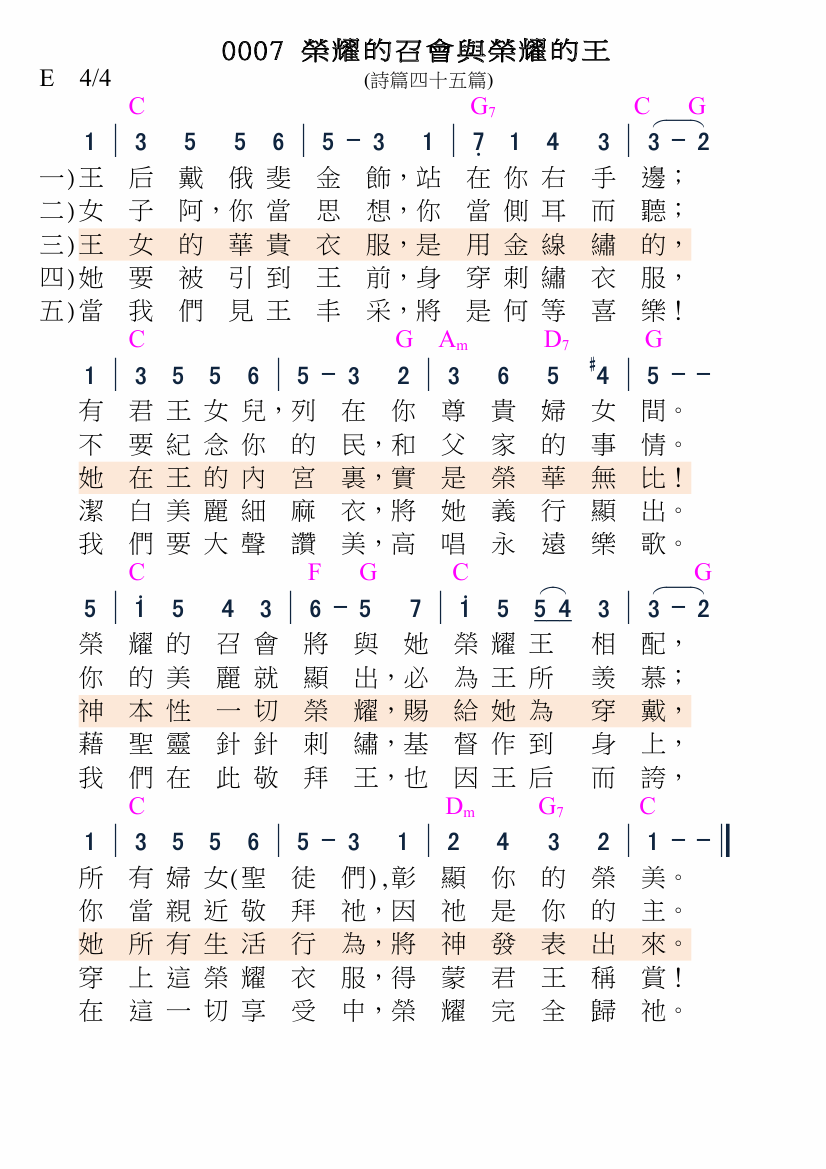 0007 榮耀的召會與榮耀的王
(詩篇四十五篇)
E 4/4
C G7 C G
1 | 3 5 5 6 | 5 - 3 1 | 7̣ 1 4 3 | 3 - 2
一)王后戴俄斐金飾，站在你右手邊；
二)女子阿，你當思想，你當側耳而聽；
三)王女的華貴衣服，是用金線繡的，
四)她要被引到王前，身穿刺繡衣服，
五)當我們見王丰采，將是何等喜樂！
C G Am D7 G
1 | 3 5 5 6 | 5 - 3 2 | 3 6 5 #4 | 5 - -
有君王女兒，列在你尊貴婦女間。
不要紀念你的民，和父家的事情。
她在王的內宮裏，實是榮華無比！
潔白美麗細麻衣，將她義行顯出。
我們要大聲讚美，高唱永遠樂歌。
C F G C G
5 | 1̇ 5 4 3 | 6 - 5 7 | 1̇ 5 5 4 3 | 3 - 2
榮耀的召會將與她榮耀王相配，
你的美麗就顯出，必為王所羨慕；
神本性一切榮耀，賜給她為穿戴，
藉聖靈針針刺繡，基督作到身上，
我們在此敬拜王，也因王后而誇，
C Dm G7 C
1 | 3 5 5 6 | 5 - 3 1 | 2 4 3 2 | 1 - - ‖
所有婦女(聖徒們),彰顯你的榮美。
你當親近敬拜祂，因祂是你的主。
她所有生活行為，將神發表出來。
穿上這榮耀衣服，得蒙君王稱賞！
在這一切享受中，榮耀完全歸祂。